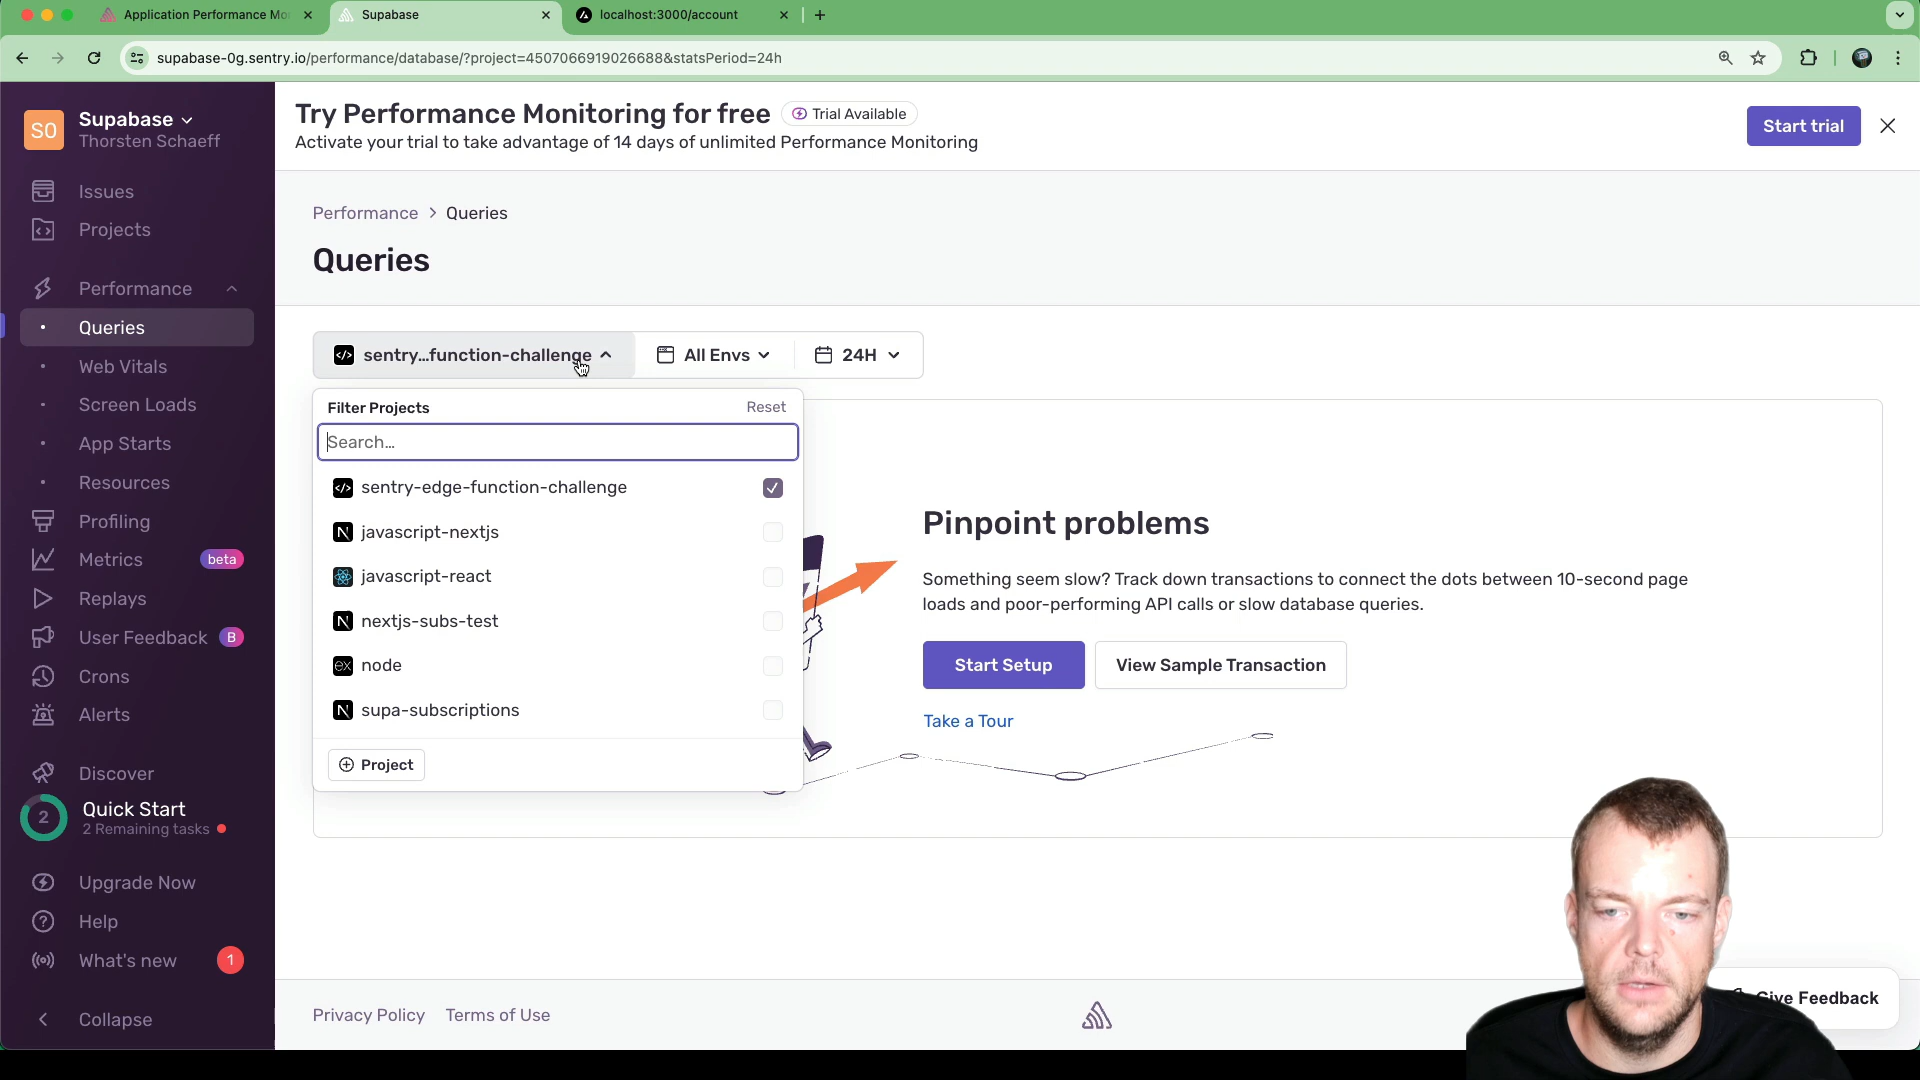 Application Performance Mo
Supabase
localhost:3000/account
supabase-0g.sentry.io/performance/database/?project=4507066919026688&statsPeriod=24h
S0
Supabase
Thorsten Schaeff
Issues
Projects
Performance
Queries
Web Vitals
Screen Loads
App Starts
Resources
Profiling
Metrics beta
Replays
User Feedback B
Crons
Alerts
Discover
2
Quick Start
2 Remaining tasks
Upgrade Now
Help
What's new 1
Collapse
Try Performance Monitoring for free
Trial Available
Activate your trial to take advantage of 14 days of unlimited Performance Monitoring
Start trial
Performance > Queries
Queries
sentry…function-challenge
All Envs
24H
Filter Projects
Reset
Search…
sentry-edge-function-challenge
N javascript-nextjs
javascript-react
N nextjs-subs-test
ex node
N supa-subscriptions
Project
Pinpoint problems
Something seem slow? Track down transactions to connect the dots between 10-second page
loads and poor-performing API calls or slow database queries.
Start Setup
View Sample Transaction
Take a Tour
Privacy Policy
Terms of Use
Give Feedback